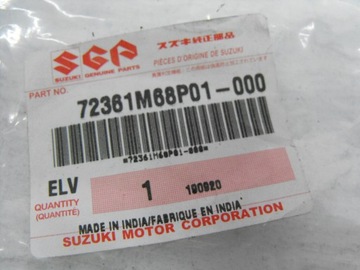 SGP スズキ純正部品
SUZUKI GENUINE PARTS PIÈCES D'ORIGINE DE SUZUKI
PART NO.
72361M68P01-000
*72361M68P01-000*
ELV 1 190920
QUANTITY
(QUANTITÉ)
MADE IN INDIA/FABRIQUE EN INDIA
SUZUKI MOTOR CORPORATION